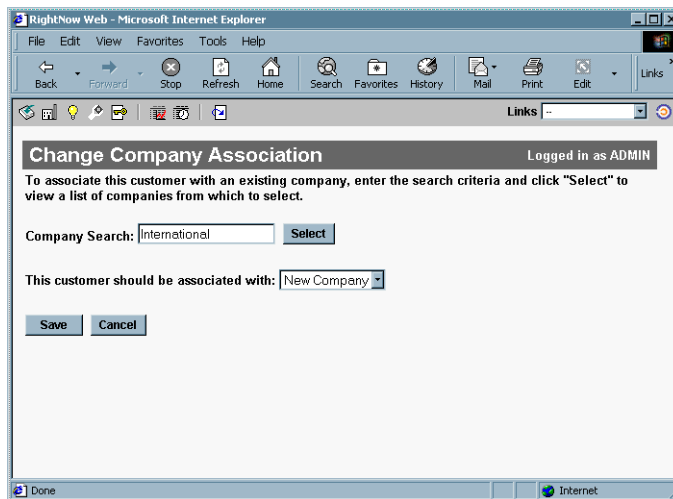 RightNow Web - Microsoft Internet Explorer
File Edit View Favorites Tools Help
Back Forward Stop Refresh Home Search Favorites History Mail Print Edit Links
Links --
Change Company Association Logged in as ADMIN
To associate this customer with an existing company, enter the search criteria and click "Select" to
view a list of companies from which to select.
Company Search: International Select
This customer should be associated with: New Company
Save Cancel
Done Internet